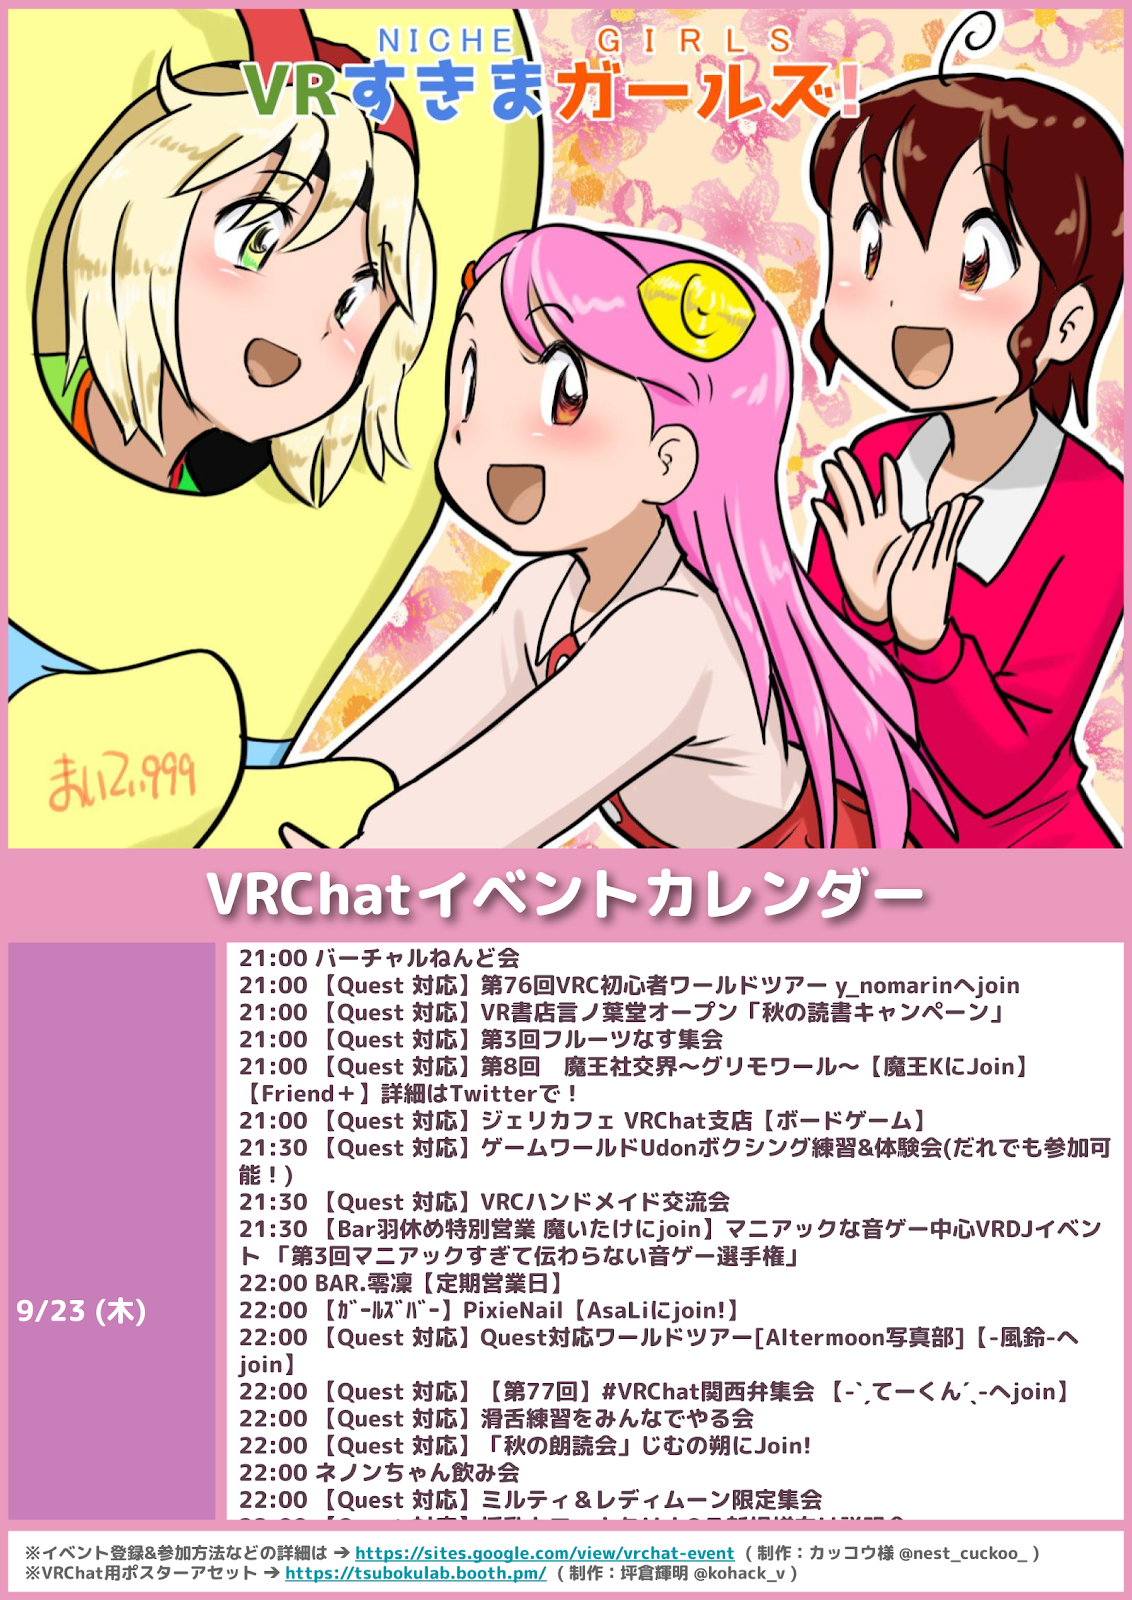 NICHE GIRLS
VRすきまガールズ!
まいてぃ999
VRChatイベントカレンダー
9/23 (木)
21:00 バーチャルねんど会
21:00 【Quest 対応】第76回VRC初心者ワールドツアー y_nomarinへjoin
21:00 【Quest 対応】VR書店言ノ葉堂オープン「秋の読書キャンペーン」
21:00 【Quest 対応】第3回フルーツなす集会
21:00 【Quest 対応】第8回　魔王社交界～グリモワール～【魔王KにJoin】
【Friend＋】詳細はTwitterで！
21:00 【Quest 対応】ジェリカフェ VRChat支店【ボードゲーム】
21:30 【Quest 対応】ゲームワールドUdonボクシング練習&体験会(だれでも参加可
能！)
21:30 【Quest 対応】VRCハンドメイド交流会
21:30 【Bar羽休め特別営業 魔いたけにjoin】マニアックな音ゲー中心VRDJイベン
ト 「第3回マニアックすぎて伝わらない音ゲー選手権」
22:00 BAR.零凜【定期営業日】
22:00 【ｶﾞｰﾙｽﾞﾊﾞｰ】PixieNail【AsaLiにjoin!】
22:00 【Quest 対応】Quest対応ワールドツアー[Altermoon写真部]【-風鈴-へ
join】
22:00 【Quest 対応】【第77回】#VRChat関西弁集会 【-ˋˏてーくんˊˎ-へjoin】
22:00 【Quest 対応】滑舌練習をみんなでやる会
22:00 【Quest 対応】「秋の朗読会」じむの朔にJoin!
22:00 ネノンちゃん飲み会
22:00 【Quest 対応】ミルティ＆レディムーン限定集会
※イベント登録&参加方法などの詳細は ➔ https://sites.google.com/view/vrchat-event （ 制作：カッコウ様 @nest_cuckoo_ ）
※VRChat用ポスターアセット ➔ https://tsubokulab.booth.pm/ （ 制作：坪倉輝明 @kohack_v ）